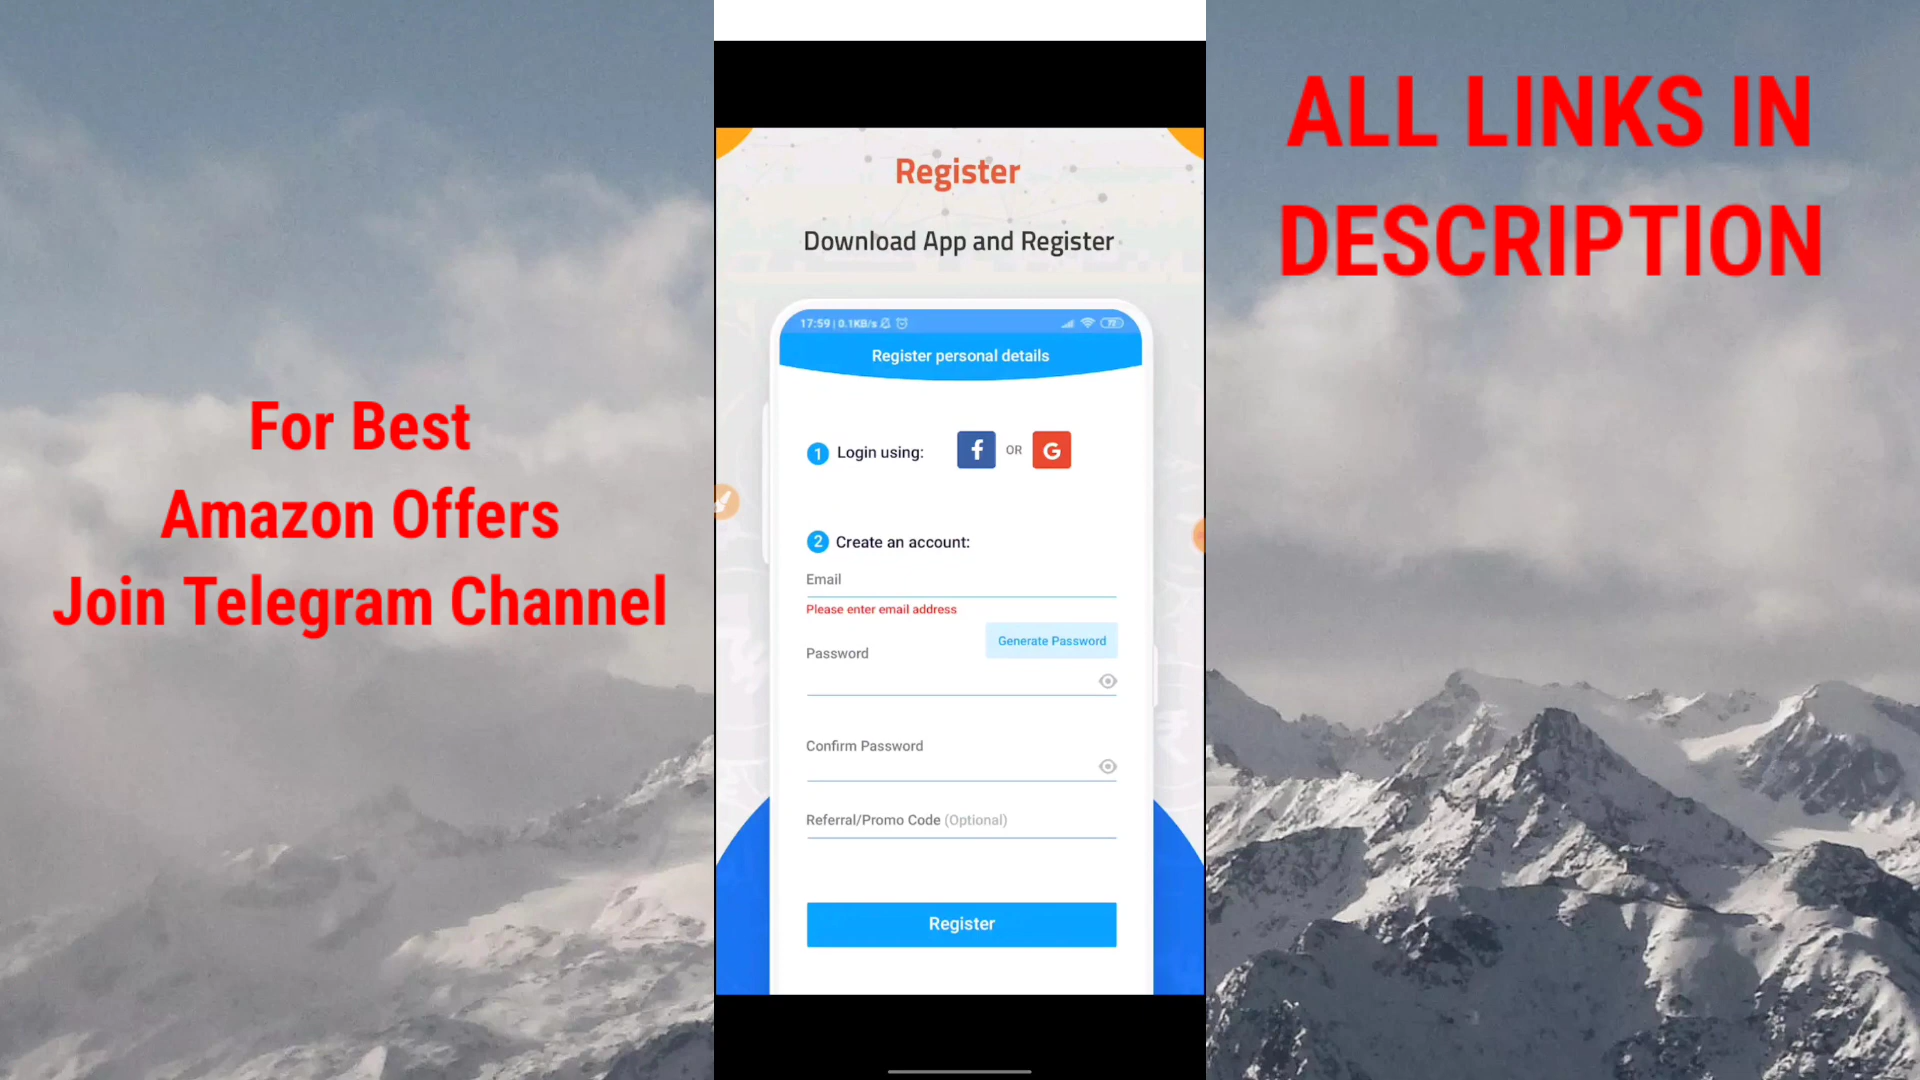 For Best
Amazon Offers
Join Telegram Channel
Register
Download App and Register
17:59 | 0.1KB/s
Register personal details
1 Login using: f OR G
2 Create an account:
Email
Please enter email address
Generate Password
Password
Confirm Password
Referral/Promo Code (Optional)
Register
ALL LINKS IN
DESCRIPTION